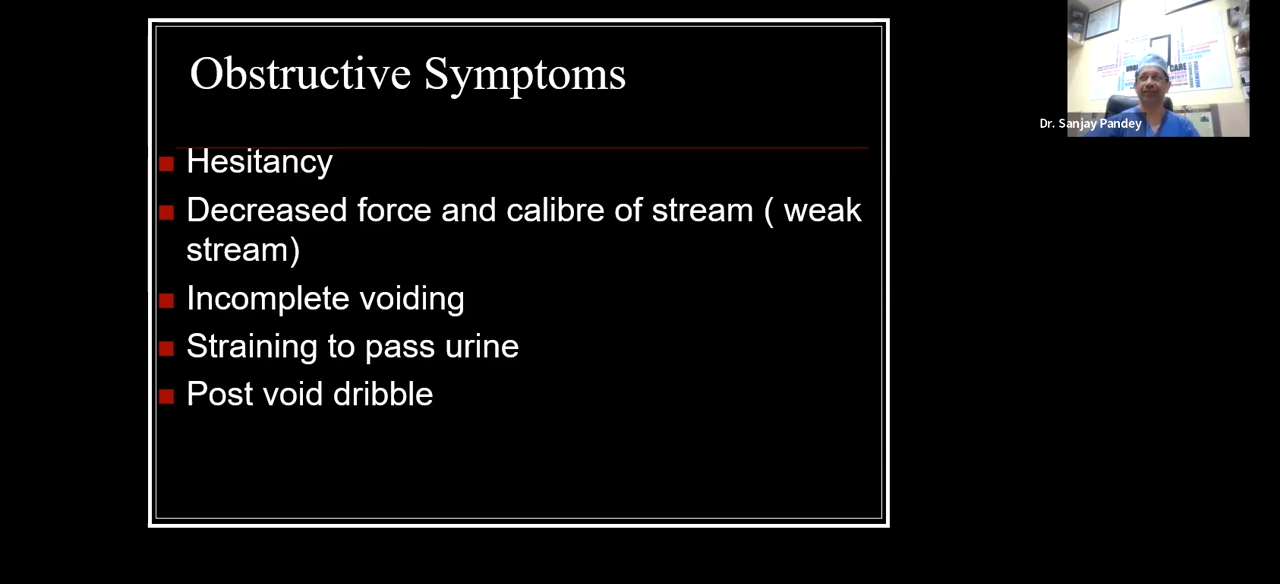 Obstructive Symptoms
Hesitancy
Decreased force and calibre of stream ( weak
stream)
Incomplete voiding
Straining to pass urine
Post void dribble
CARE
Dr. Sanjay Pandey